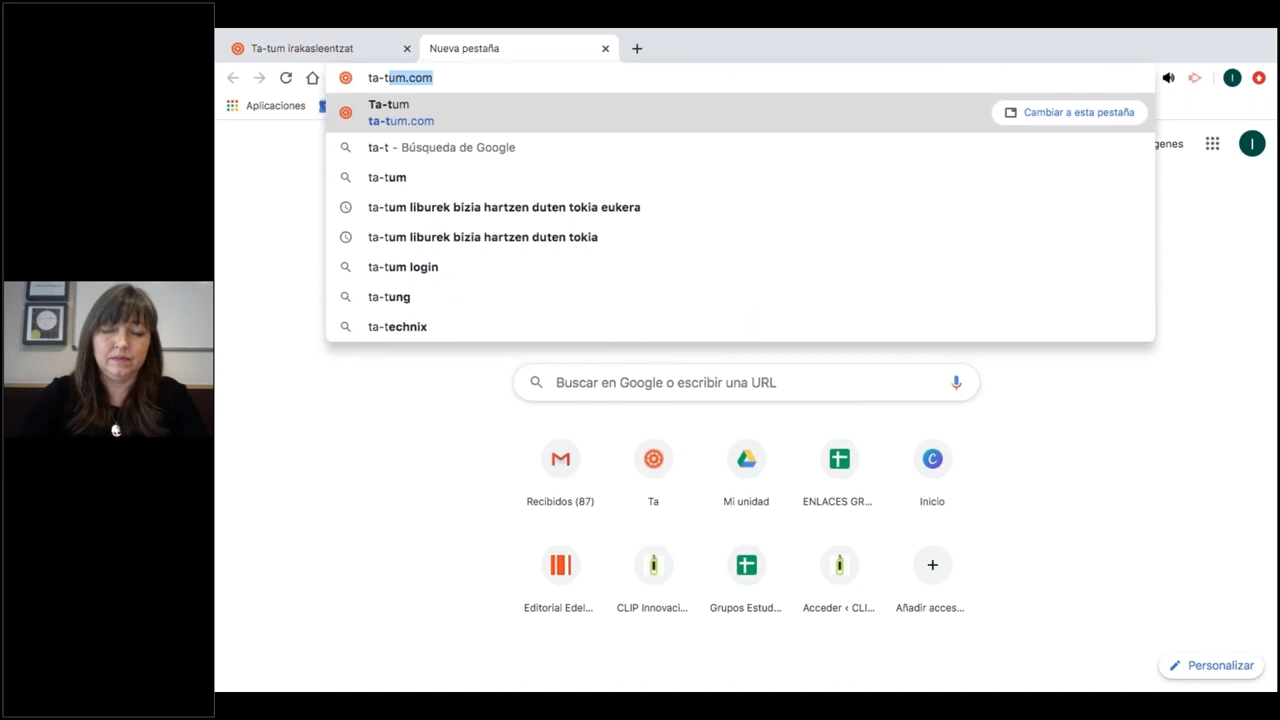 Ta-tum irakasleentzat
Nueva pestaña
ta-tum.com
Aplicaciones
Ta-tum
ta-tum.com
Cambiar a esta pestaña
ta-t - Búsqueda de Google
ta-tum
ta-tum liburek bizia hartzen duten tokia eukera
ta-tum liburek bizia hartzen duten tokia
ta-tum login
ta-tung
ta-technix
genes
I
I
Buscar en Google o escribir una URL
Recibidos (87)
Ta
Mi unidad
ENLACES GR...
Inicio
Editorial Edel...
CLIP Innovaci...
Grupos Estud...
Acceder ‹ CLI...
Añadir acces...
Personalizar